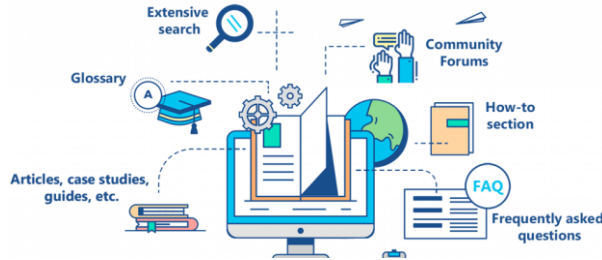 Extensive
search
Community
Forums
Glossary
A
How-to
section
Articles, case studies,
guides, etc.
FAQ
Frequently asked
questions